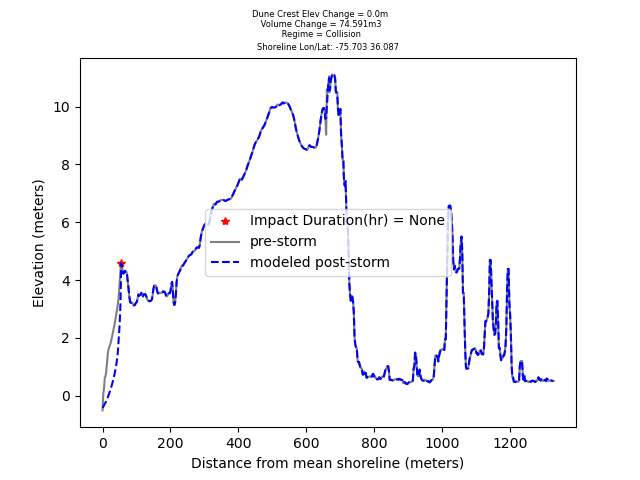 Dune Crest Elev Change = 0.0m
Volume Change = 74.591m3
Regime = Collision
Shoreline Lon/Lat: -75.703 36.087
10
8
6
4
2
0
Elevation (meters)
Impact Duration(hr) = None
pre-storm
modeled post-storm
0 200 400 600 800 1000 1200
Distance from mean shoreline (meters)